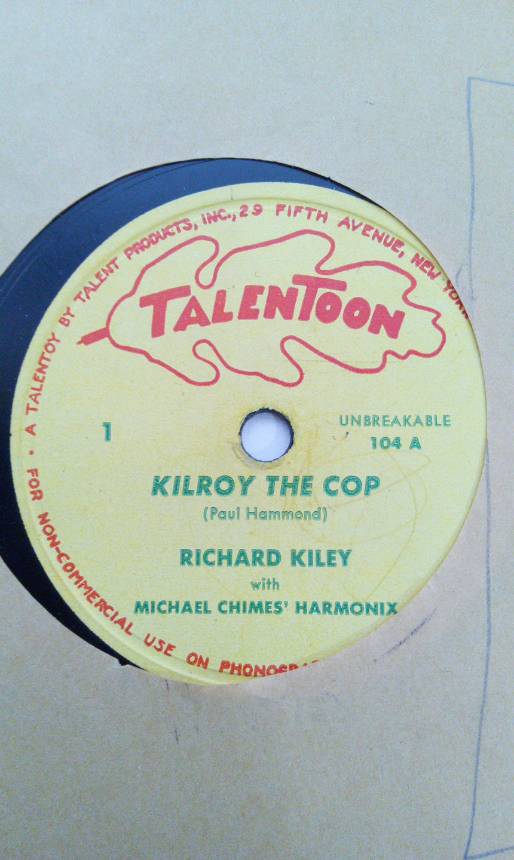 • A TALENTOY BY TALENT PRODUCTS, INC., 29 FIFTH AVENUE, NEW YORK
TALENTOON
1
UNBREAKABLE
104 A
KILROY THE COP
(Paul Hammond)
RICHARD KILEY
with
MICHAEL CHIMES' HARMONIX
• FOR NON-COMMERCIAL USE ON